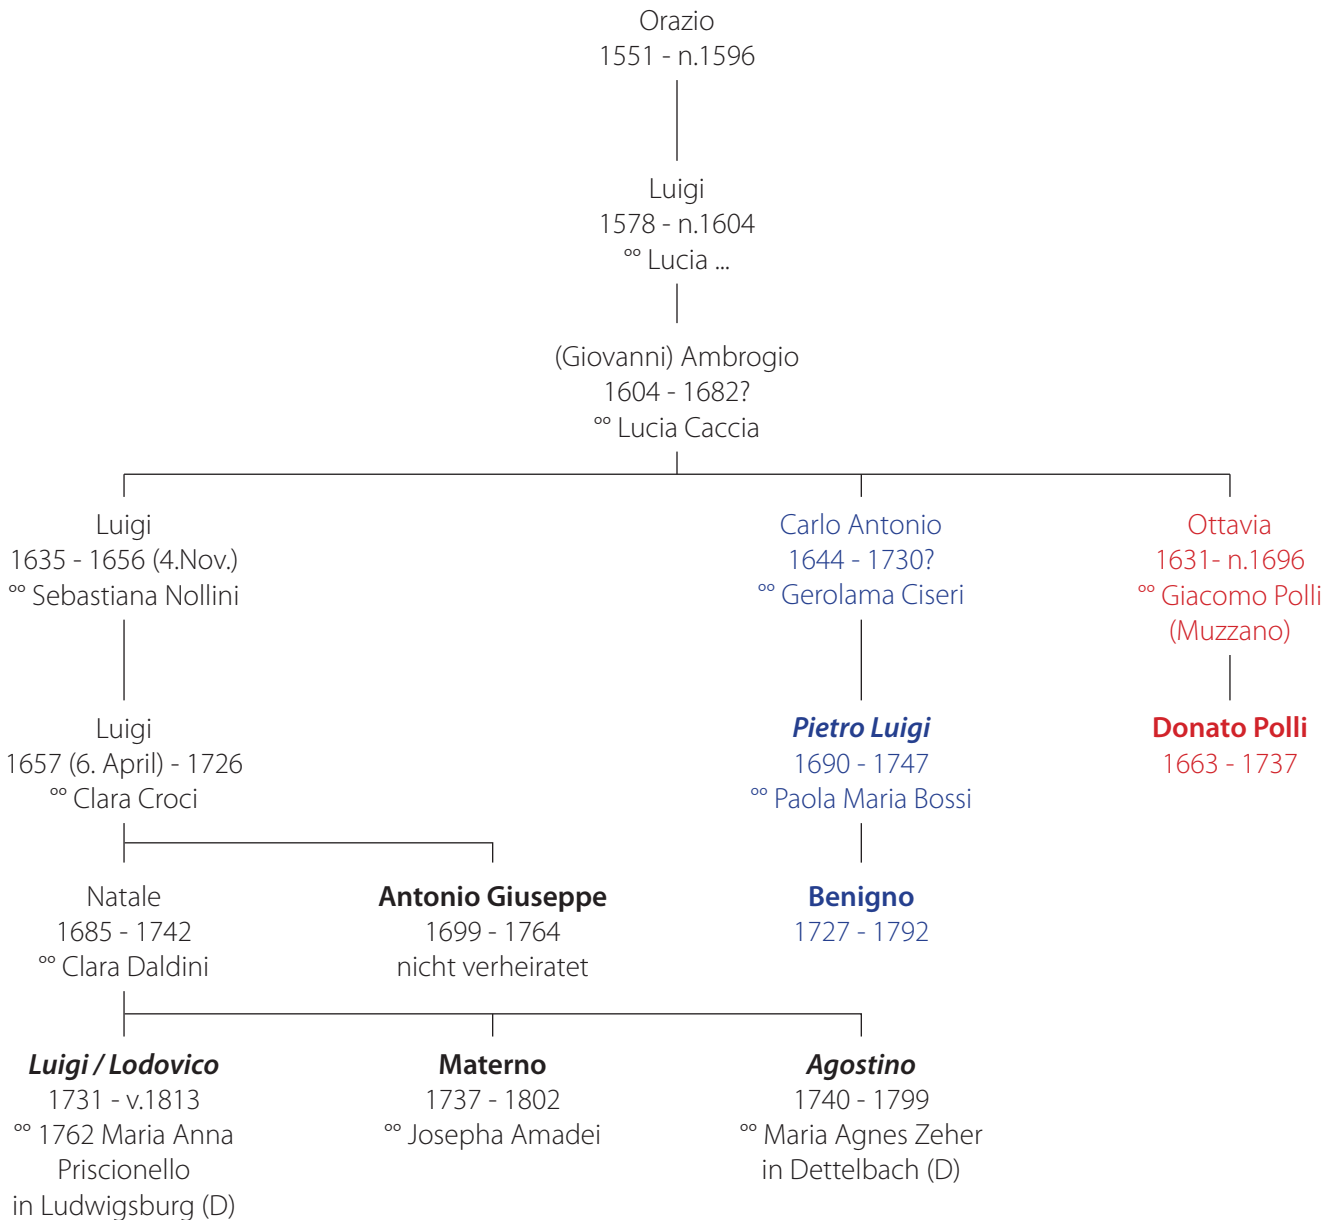 Orazio
1551 - n.1596
Luigi
1578 - n.1604
°° Lucia ...
(Giovanni) Ambrogio
1604 - 1682?
°° Lucia Caccia
Luigi
1635 - 1656 (4.Nov.)
°° Sebastiana Nollini
Carlo Antonio
1644 - 1730?
°° Gerolama Ciseri
Ottavia
1631- n.1696
°° Giacomo Polli
(Muzzano)
Luigi
1657 (6. April) - 1726
°° Clara Croci
Pietro Luigi
1690 - 1747
°° Paola Maria Bossi
Donato Polli
1663 - 1737
Natale
1685 - 1742
°° Clara Daldini
Antonio Giuseppe
1699 - 1764
nicht verheiratet
Benigno
1727 - 1792
Luigi / Lodovico
1731 - v.1813
°° 1762 Maria Anna
Priscionello
in Ludwigsburg (D)
Materno
1737 - 1802
°° Josepha Amadei
Agostino
1740 - 1799
°° Maria Agnes Zeher
in Dettelbach (D)